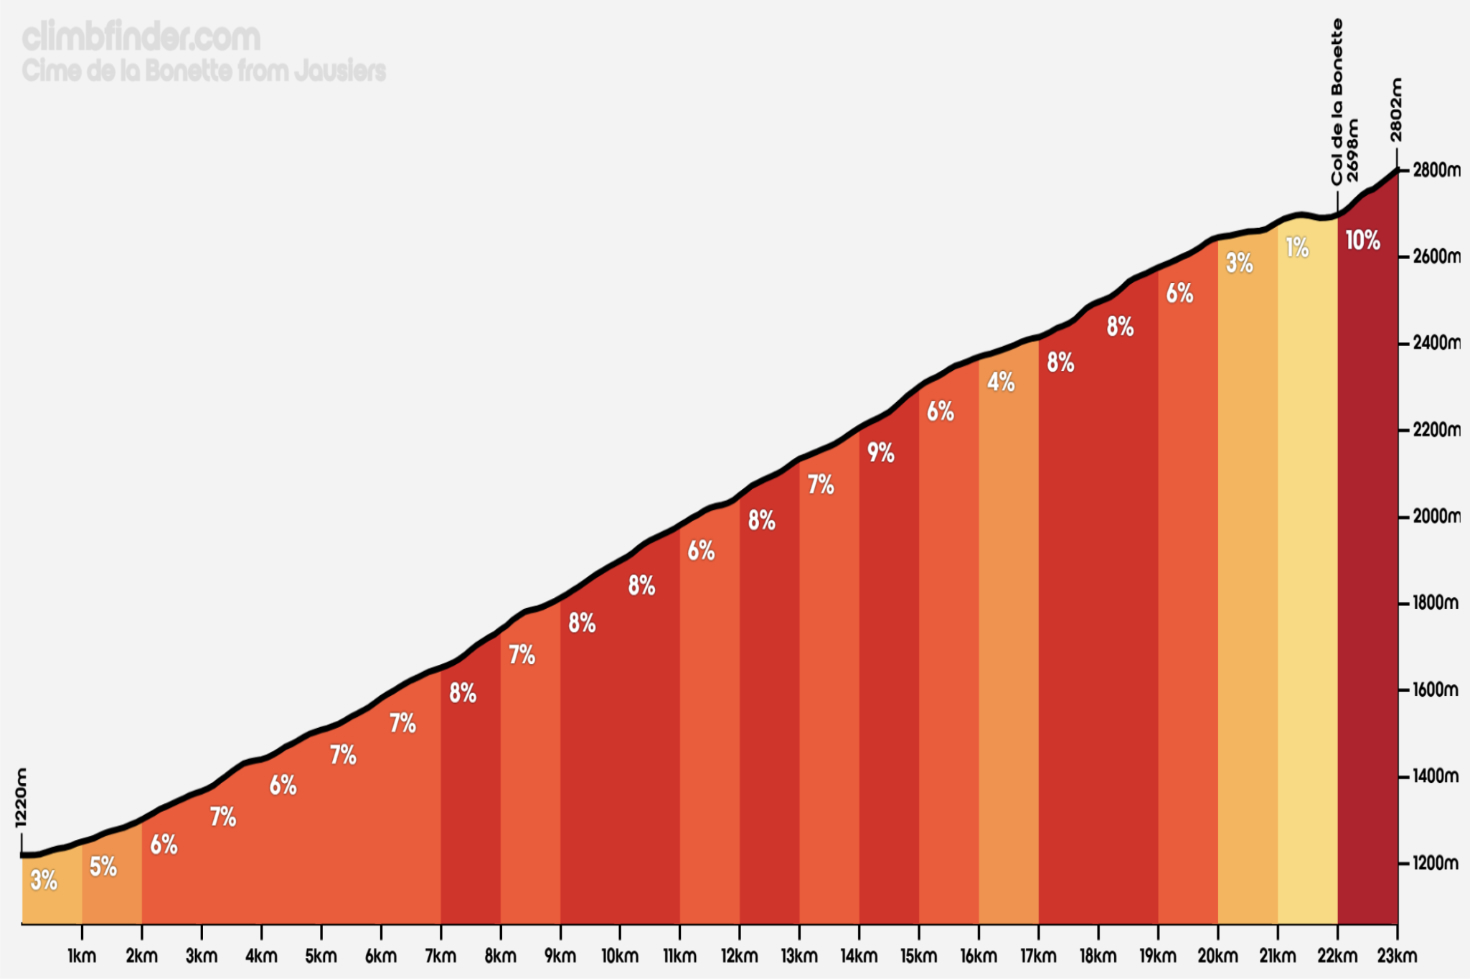 climbfinder.com
Cime de la Bonette from Jausiers
Col de la Bonette
2698m
2802m
2800m
10%
1%
3%
2600m
6%
8%
2400m
8%
4%
6%
2200m
9%
7%
2000m
8%
6%
8%
1800m
8%
7%
1600m
8%
7%
7%
1400m
6%
7%
1220m
6%
1200m
5%
3%
1km 2km 3km 4km 5km 6km 7km 8km 9km 10km 11km 12km 13km 14km 15km 16km 17km 18km 19km 20km 21km 22km 23km